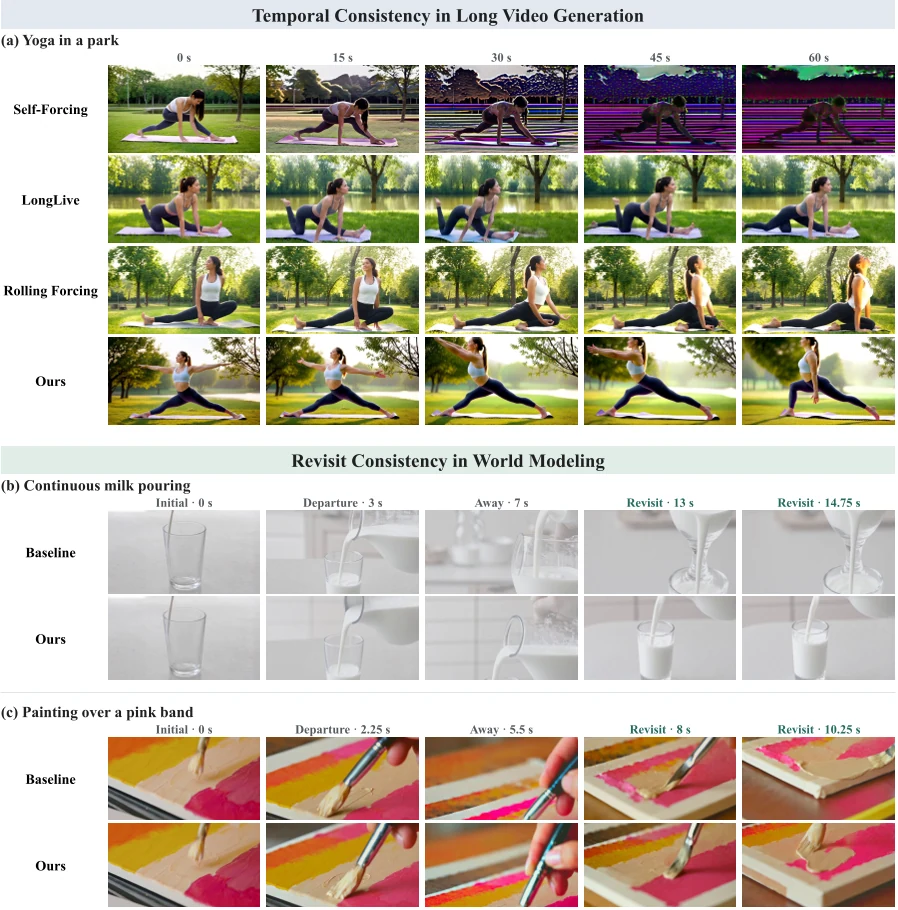 Temporal Consistency in Long Video Generation
(a) Yoga in a park
0 s 15 s 30 s 45 s 60 s
Self-Forcing
LongLive
Rolling Forcing
Ours
Revisit Consistency in World Modeling
(b) Continuous milk pouring
Initial · 0 s Departure · 3 s Away · 7 s Revisit · 13 s Revisit · 14.75 s
Baseline
Ours
(c) Painting over a pink band
Initial · 0 s Departure · 2.25 s Away · 5.5 s Revisit · 8 s Revisit · 10.25 s
Baseline
Ours